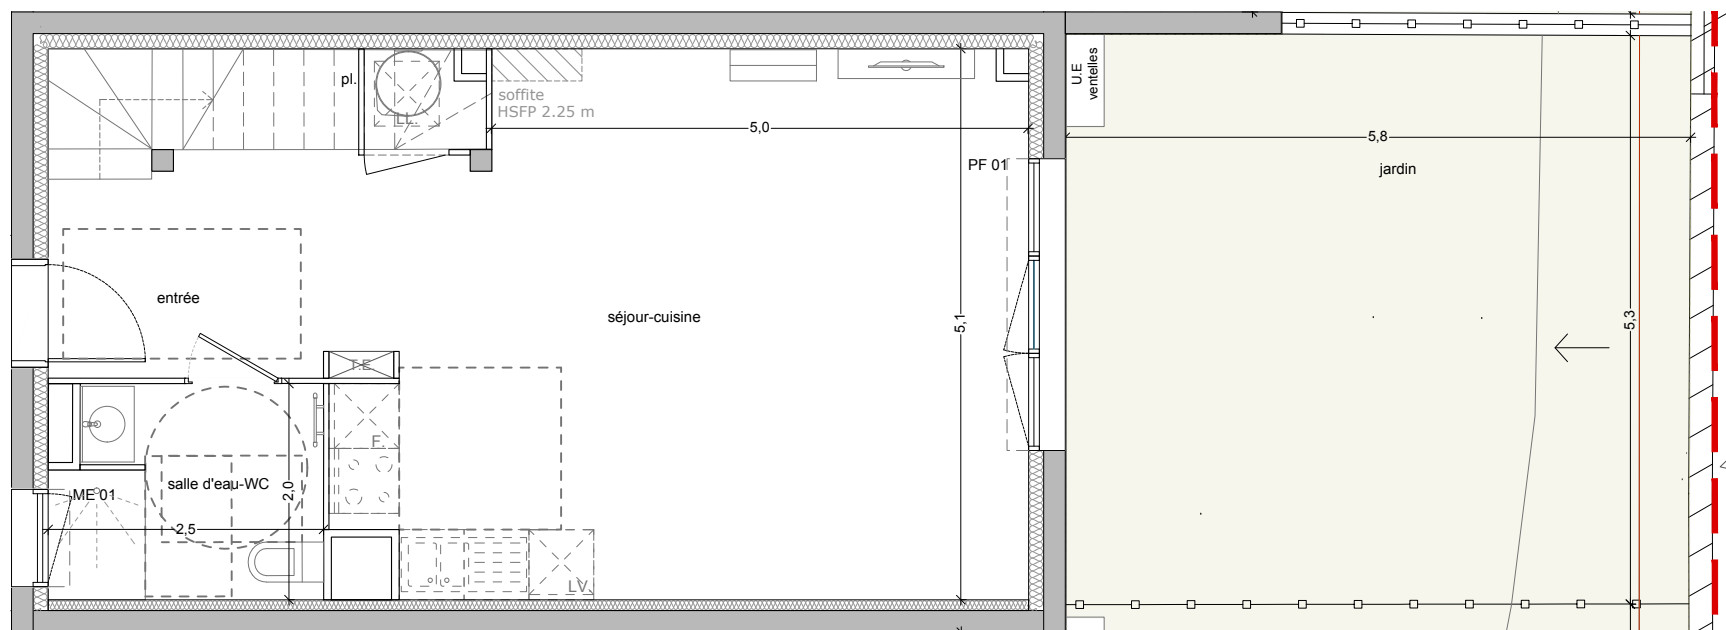 pl.
LL.
soffite
HSFP 2.25 m
5,0
U.E
ventelles
5,8
jardin
PF 01
entrée
séjour-cuisine
5,1
5,3
T.E
F.
ME 01
salle d'eau-WC
2,0
2,5
LV.